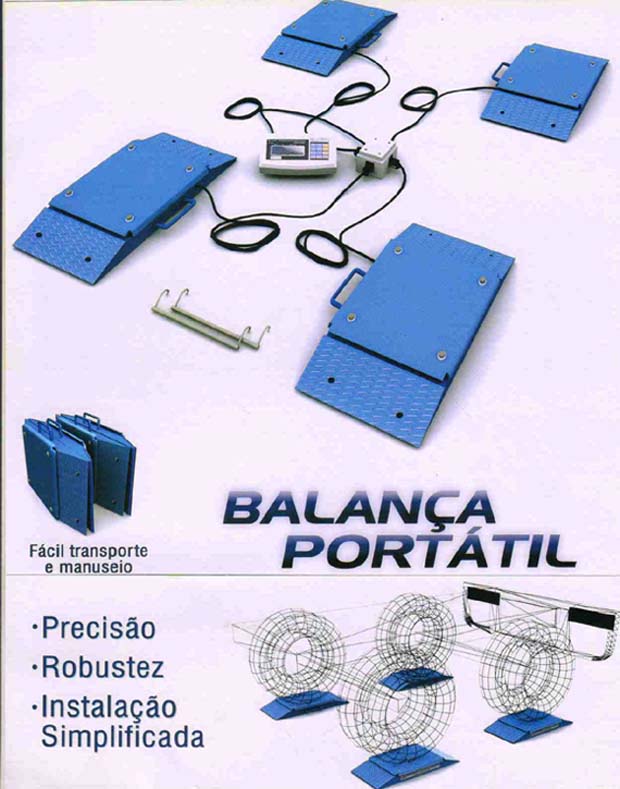 Fácil transporte
e manuseio
BALANÇA
PORTÁTIL
·Precisão
·Robustez
·Instalação
Simplificada